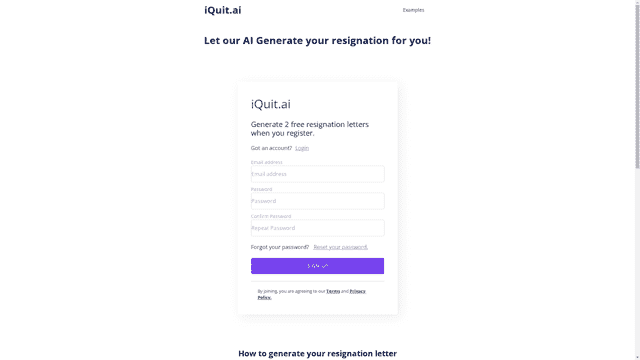 iQuit.ai
Examples
Let our AI Generate your resignation for you!
iQuit.ai
Generate 2 free resignation letters
when you register.
Got an account? Login
Email address
Email address
Password
Password
Confirm Password
Repeat Password
Forgot your password? Reset your password.
SIGN UP
By joining, you are agreeing to our Terms and Privacy
Policy.
How to generate your resignation letter